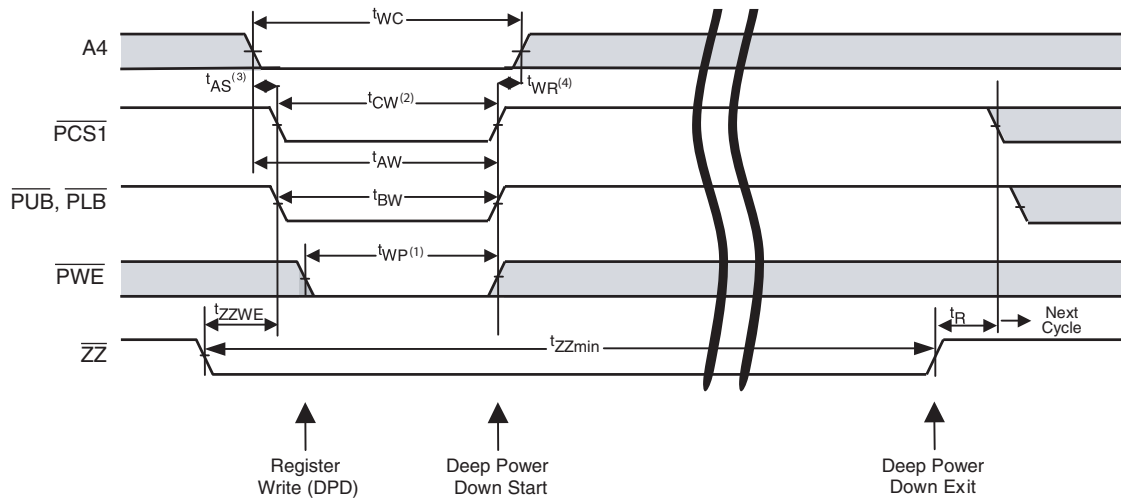 A4
tWC
tAS(3)
tWR(4)
PCS1
tCW(2)
tAW
PUB, PLB
tBW
PWE
tWP(1)
tZZWE
tR
Next
Cycle
ZZ
tZZmin
Register
Write (DPD)
Deep Power
Down Start
Deep Power
Down Exit